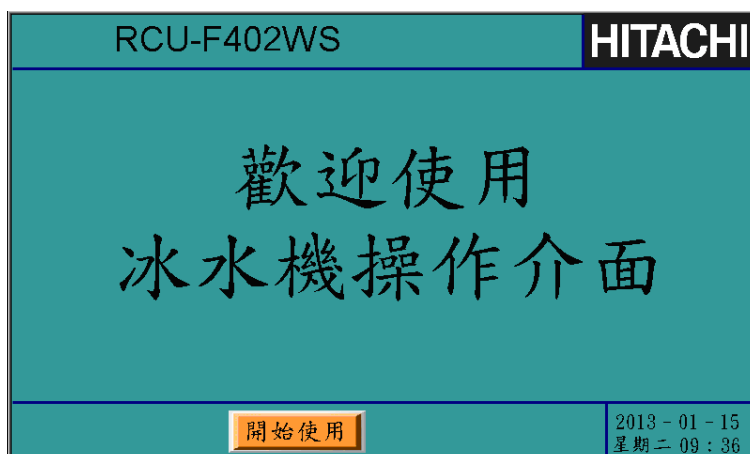 RCU-F402WS
HITACHI
歡迎使用
冰水機操作介面
開始使用
2013-01-15
星期二 09:36